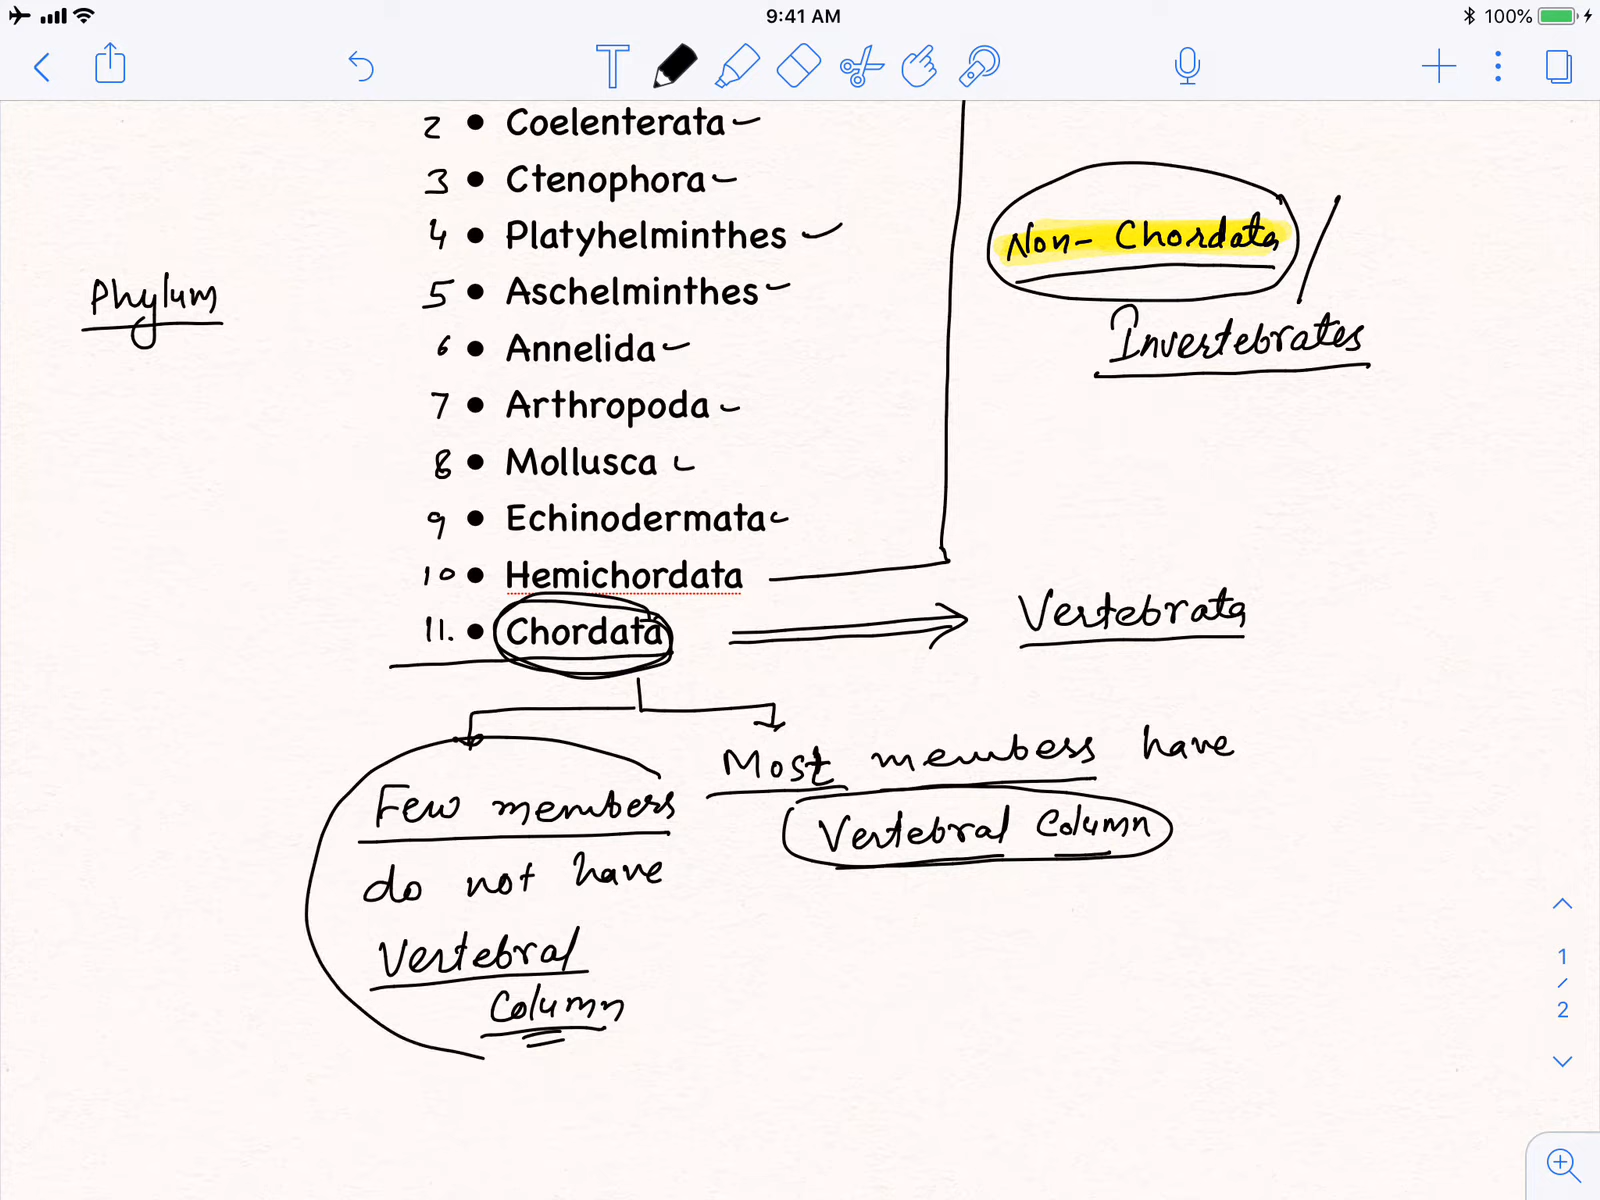 9:41 AM
100%
T
2 • Coelenterata
3 • Ctenophora
4 • Platyhelminthes
5 • Aschelminthes
6 • Annelida
7 • Arthropoda
8 • Mollusca
9 • Echinodermata
10 • Hemichordata
11. • Chordata
Phylum
Non- Chordata /
Invertebrates
Vertebrata
Few members
do not have
Vertebral
Column
Most members have
Vertebral Column
1
/
2